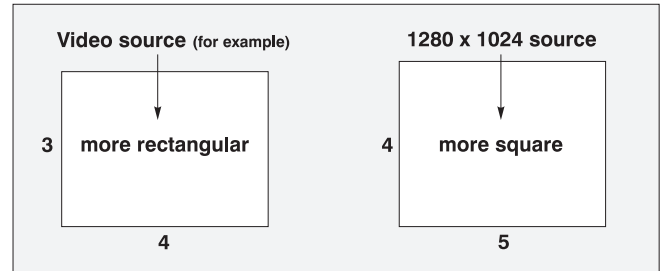 Video source (for example)
1280 x 1024 source
3
more rectangular
4
more square
4
5